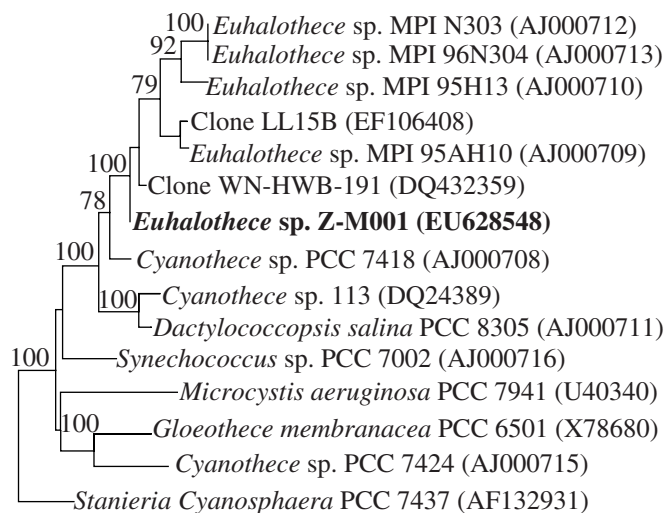 100 Euhalothece sp. MPI N303 (AJ000712)
Euhalothece sp. MPI 96N304 (AJ000713)
92
Euhalothece sp. MPI 95H13 (AJ000710)
79
Clone LL15B (EF106408)
Euhalothece sp. MPI 95AH10 (AJ000709)
100
Clone WN-HWB-191 (DQ432359)
78
Euhalothece sp. Z-M001 (EU628548)
100
Cyanothece sp. PCC 7418 (AJ000708)
100
Cyanothece sp. 113 (DQ24389)
Dactylococcopsis salina PCC 8305 (AJ000711)
100
Synechococcus sp. PCC 7002 (AJ000716)
Microcystis aeruginosa PCC 7941 (U40340)
100
Gloeothece membranacea PCC 6501 (X78680)
Cyanothece sp. PCC 7424 (AJ000715)
Stanieria Cyanosphaera PCC 7437 (AF132931)